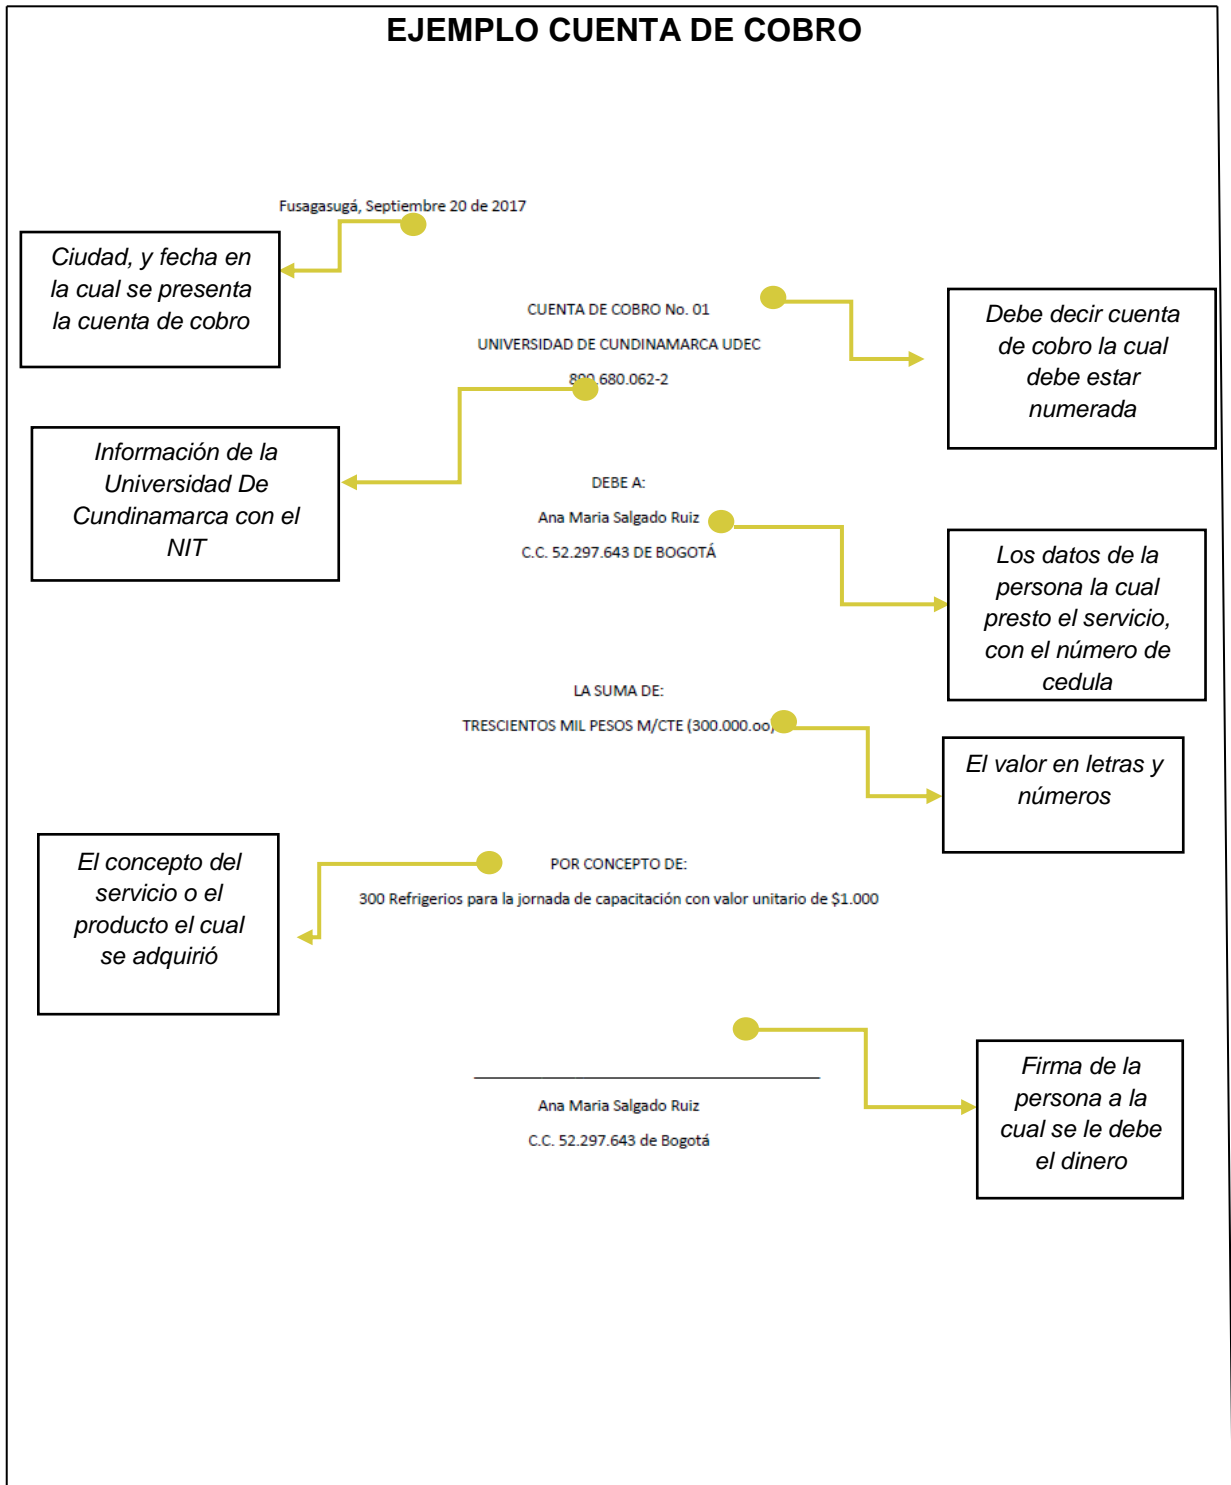 EJEMPLO CUENTA DE COBRO
Fusagasugá, Septiembre 20 de 2017
Ciudad, y fecha en
la cual se presenta
la cuenta de cobro
CUENTA DE COBRO No. 01
UNIVERSIDAD DE CUNDINAMARCA UDEC
890.680.062-2
Debe decir cuenta
de cobro la cual
debe estar
numerada
Información de la
Universidad De
Cundinamarca con el
NIT
DEBE A:
Ana Maria Salgado Ruiz
C.C. 52.297.643 DE BOGOTÁ
Los datos de la
persona la cual
presto el servicio,
con el número de
cedula
LA SUMA DE:
TRESCIENTOS MIL PESOS M/CTE (300.000.oo)
El valor en letras y
números
El concepto del
servicio o el
producto el cual
se adquirió
POR CONCEPTO DE:
300 Refrigerios para la jornada de capacitación con valor unitario de $1.000
Ana Maria Salgado Ruiz
C.C. 52.297.643 de Bogotá
Firma de la
persona a la
cual se le debe
el dinero